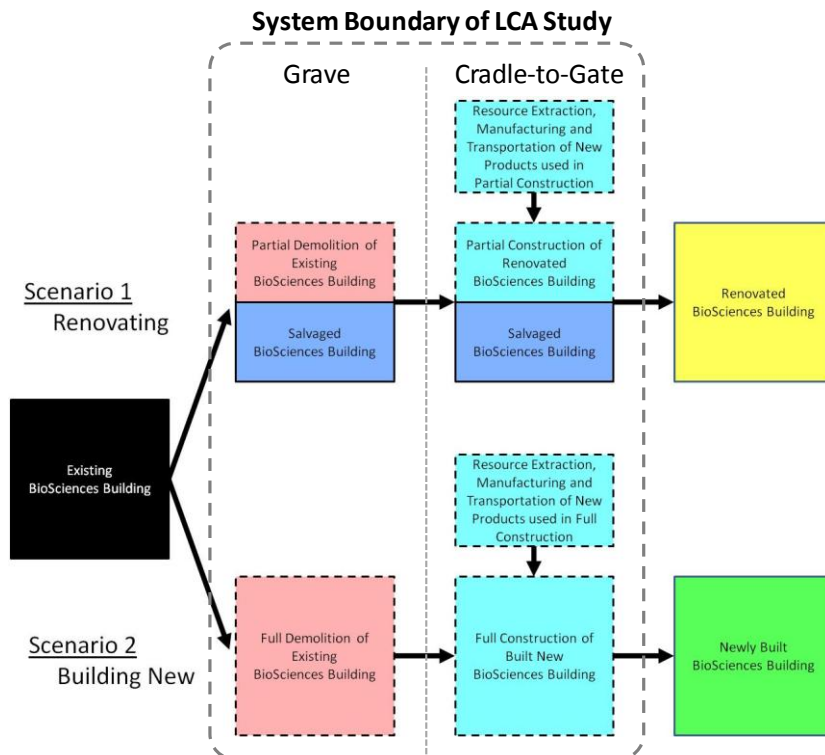 System Boundary of LCA Study
Grave
Cradle-to-Gate
Resource Extraction,
Manufacturing and
Transportation of New
Products used in
Partial Construction
Scenario 1
Renovating
Partial Demolition of
Existing
BioSciences Building
Salvaged
BioSciences Building
Partial Construction of
Renovated
BioSciences Building
Salvaged
BioSciences Building
Renovated
BioSciences Building
Existing
BioSciences Building
Resource Extraction,
Manufacturing and
Transportation of New
Products used in Full
Construction
Scenario 2
Building New
Full Demolition of
Existing
BioSciences Building
Full Construction of
Built New
BioSciences Building
Newly Built
BioSciences Building